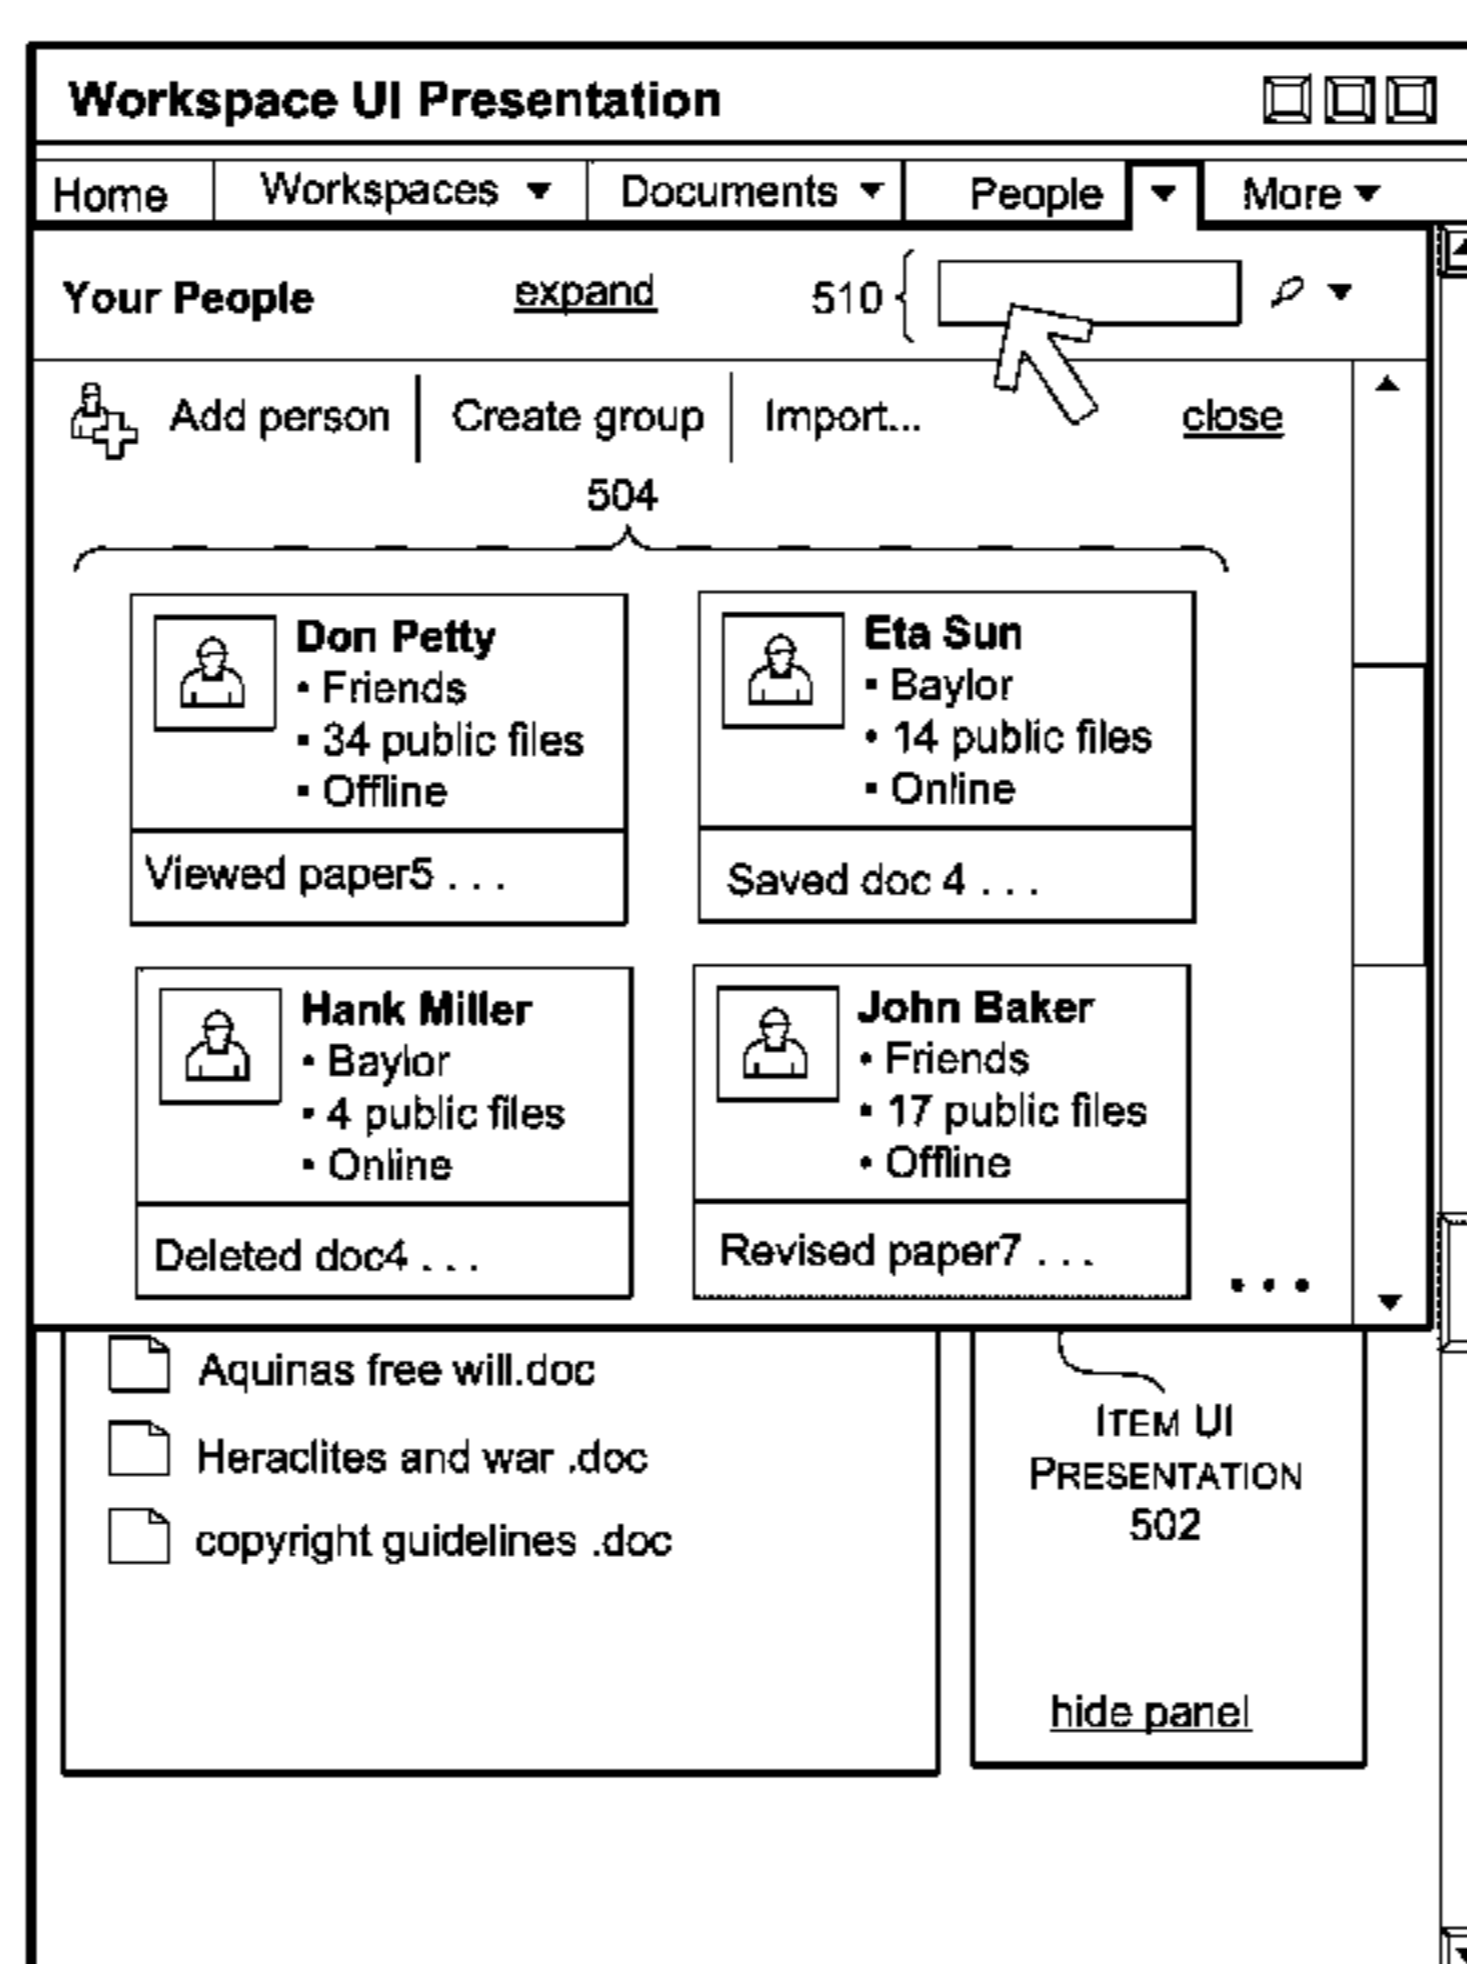 Workspace UI Presentation
Home Workspaces Documents People More
Your People expand 510
Add person Create group Import... close
504
Don Petty
• Friends
• 34 public files
• Offline
Viewed paper5 . . .
Eta Sun
• Baylor
• 14 public files
• Online
Saved doc 4 . . .
Hank Miller
• Baylor
• 4 public files
• Online
Deleted doc4 . . .
John Baker
• Friends
• 17 public files
• Offline
Revised paper7 . . .
• • •
Aquinas free will.doc
Heraclites and war .doc
copyright guidelines .doc
ITEM UI
PRESENTATION
502
hide panel